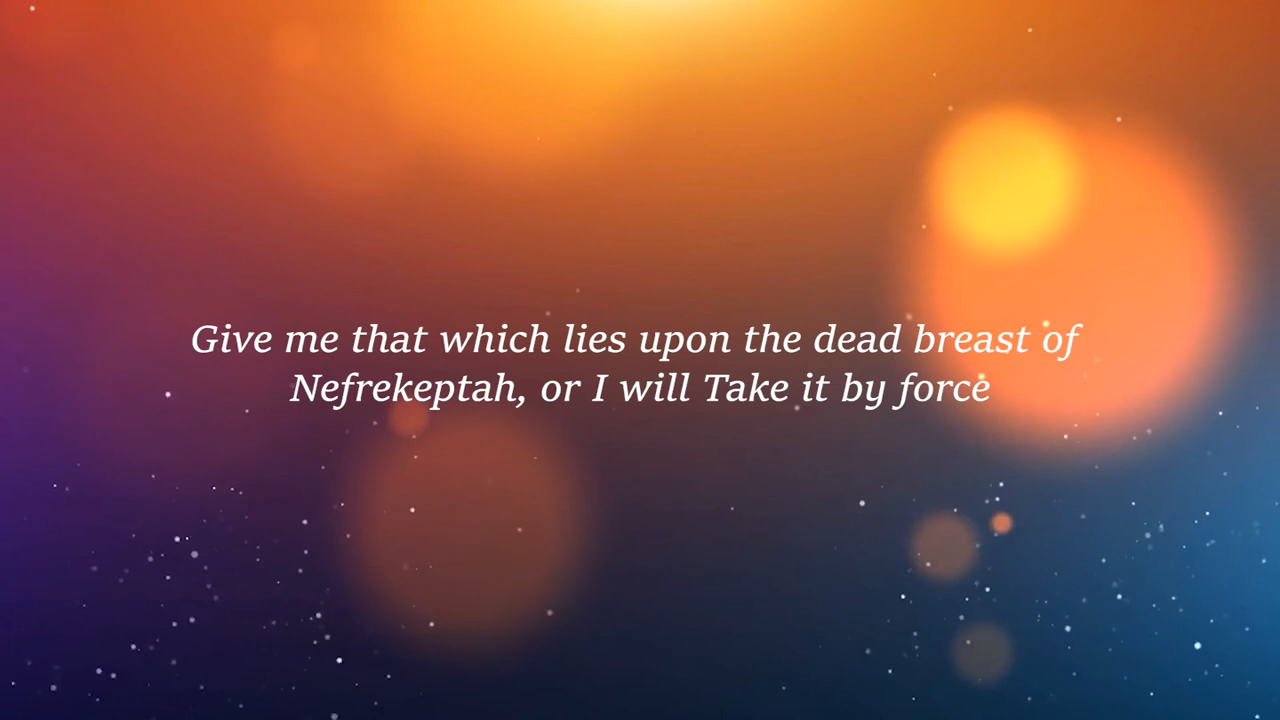 Give me that which lies upon the dead breast of
Nefrekeptah, or I will Take it by force